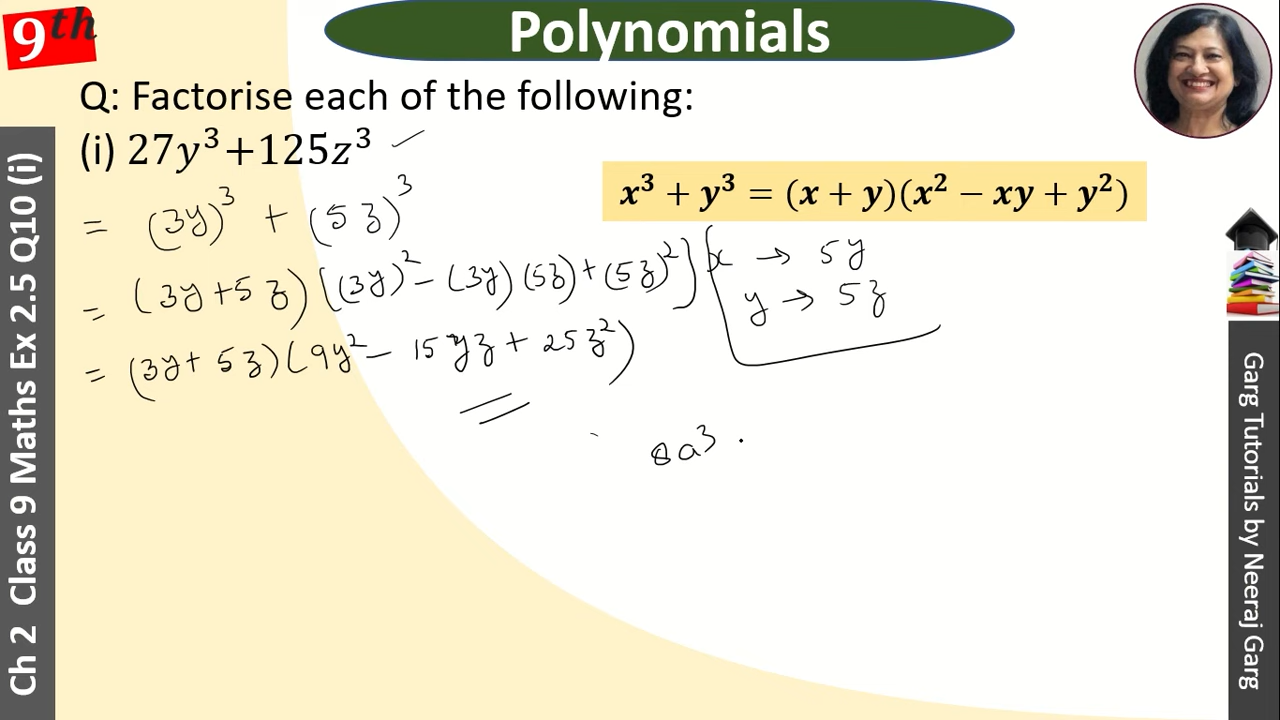 9th
Polynomials
Q: Factorise each of the following:
(i) 27y³+125z³
x³ + y³ = (x + y)(x² − xy + y²)
= (3y)³ + (5z)³
= (3y+5z) [(3y)² − (3y)(5z) + (5z)²]
x → 5y
y → 5z
= (3y+5z)(9y² − 15yz + 25z²)
8a³
Ch 2 Class 9 Maths Ex 2.5 Q10 (i)
Garg Tutorials by Neeraj Garg